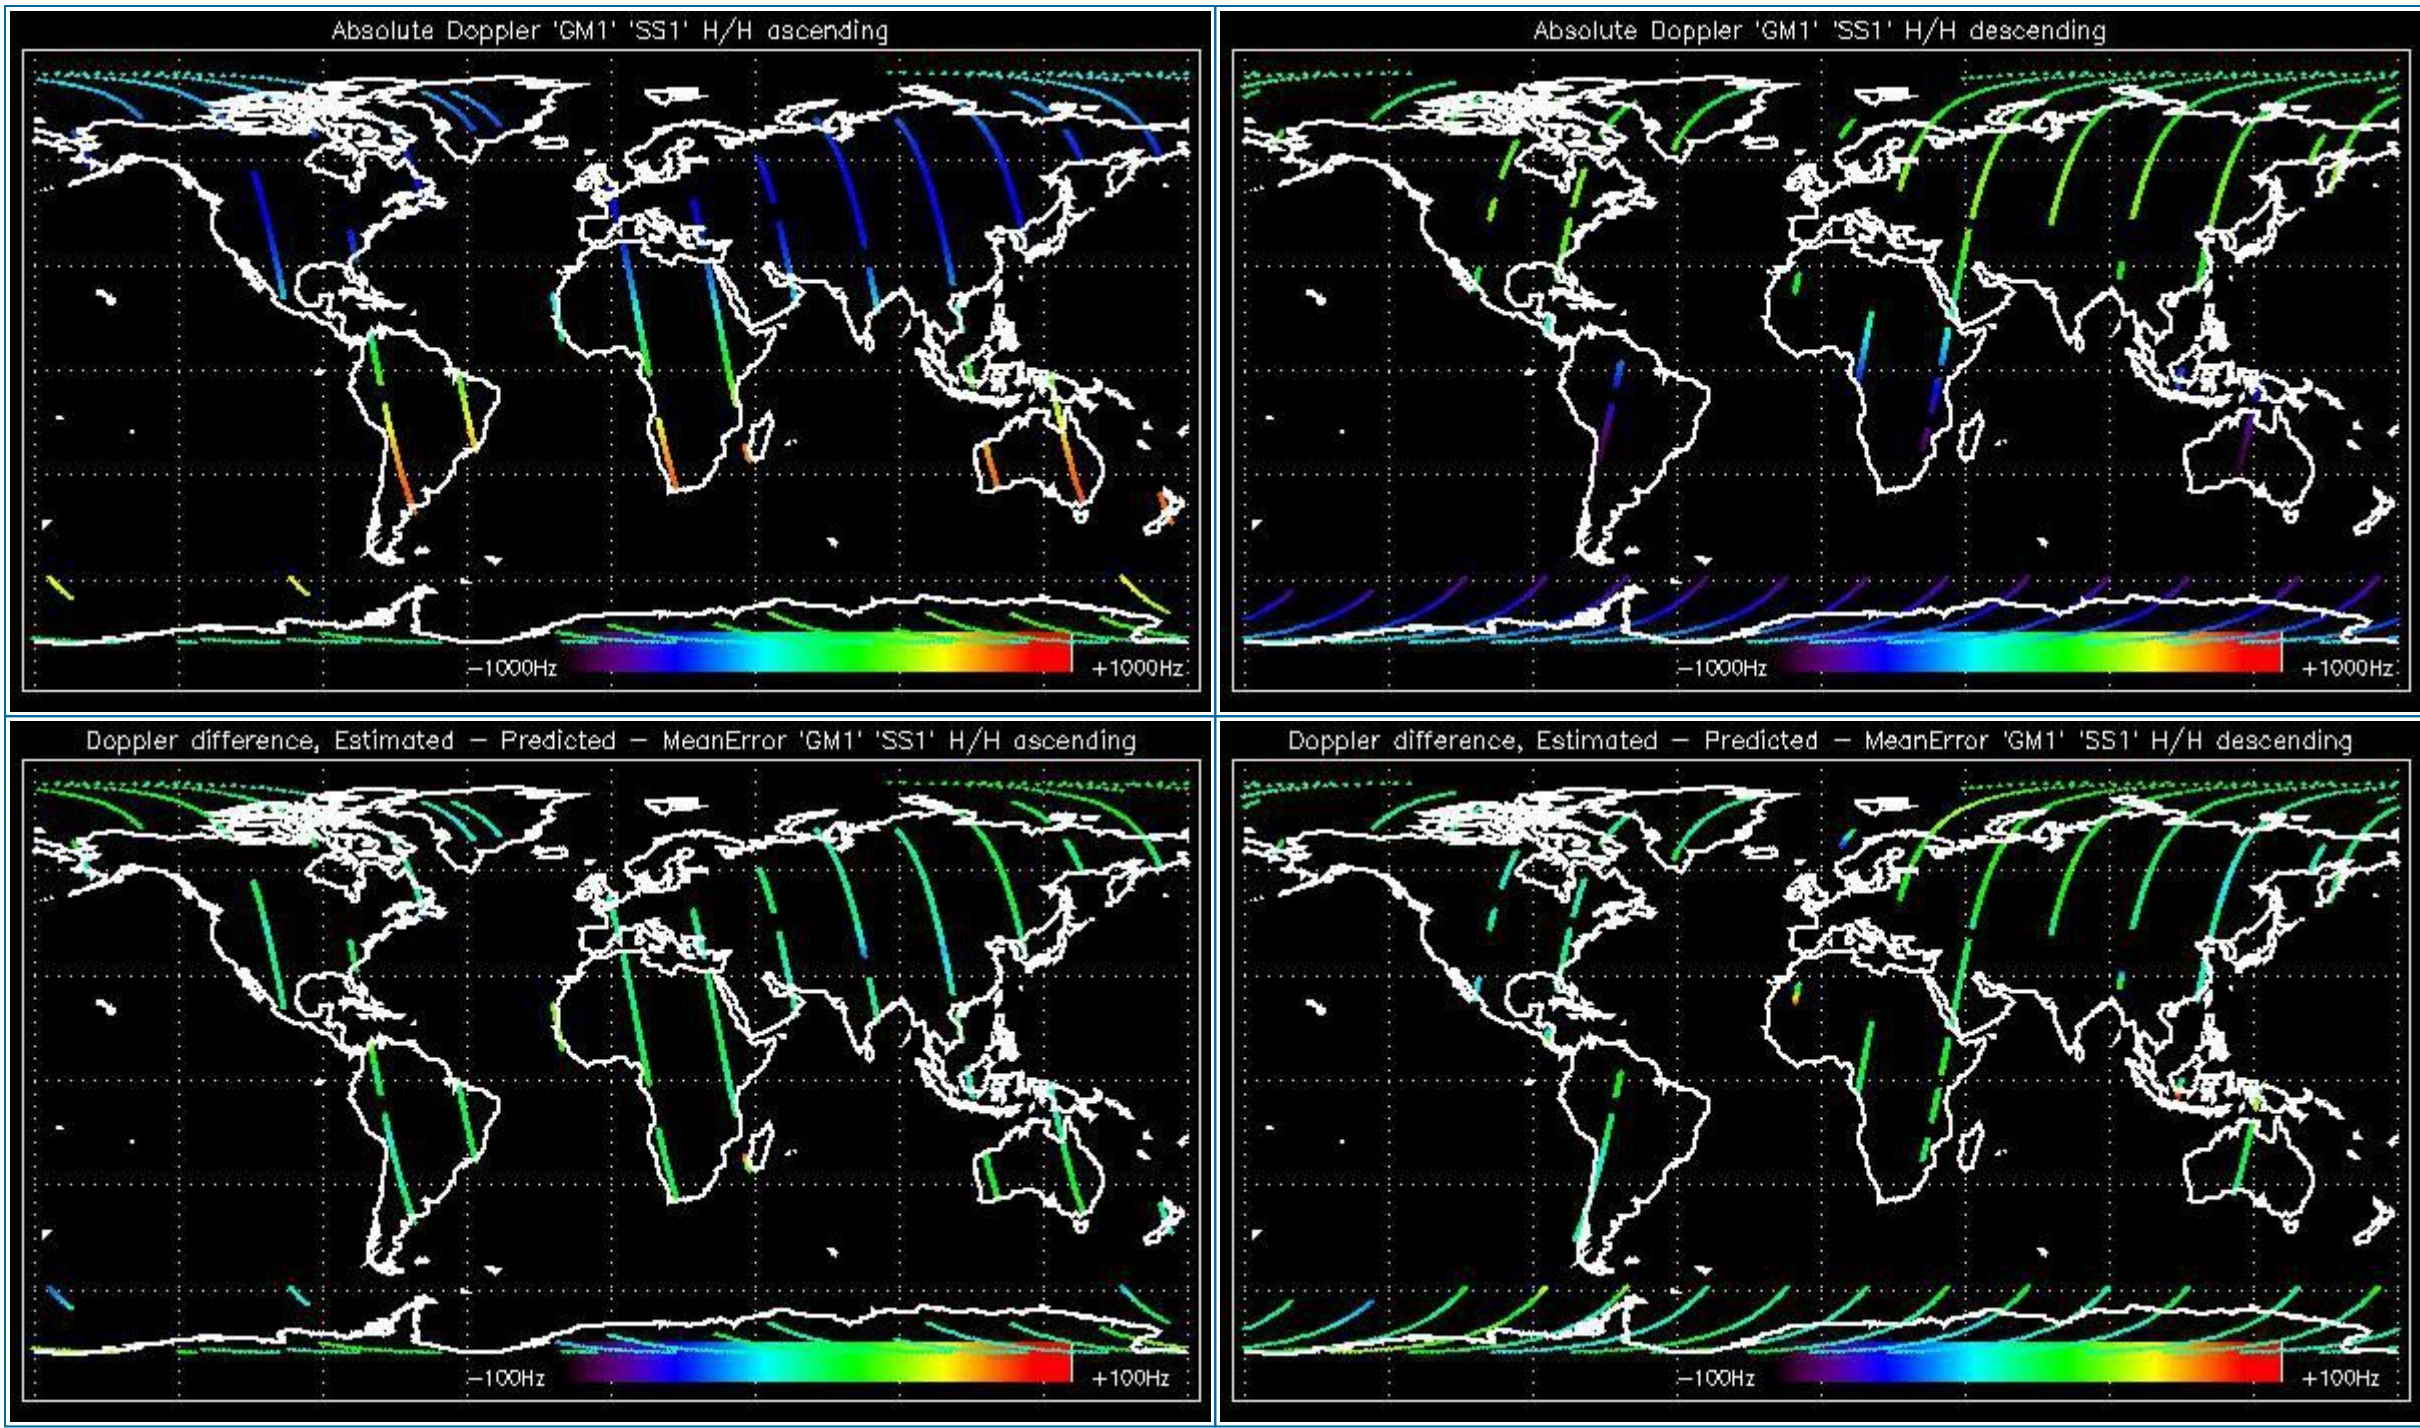 Absolute Doppler 'GM1' 'SS1' H/H ascending
−1000Hz
+1000Hz
Absolute Doppler 'GM1' 'SS1' H/H descending
−1000Hz
+1000Hz
Doppler difference, Estimated − Predicted − MeanError 'GM1' 'SS1' H/H ascending
−100Hz
+100Hz
Doppler difference, Estimated − Predicted − MeanError 'GM1' 'SS1' H/H descending
−100Hz
+100Hz